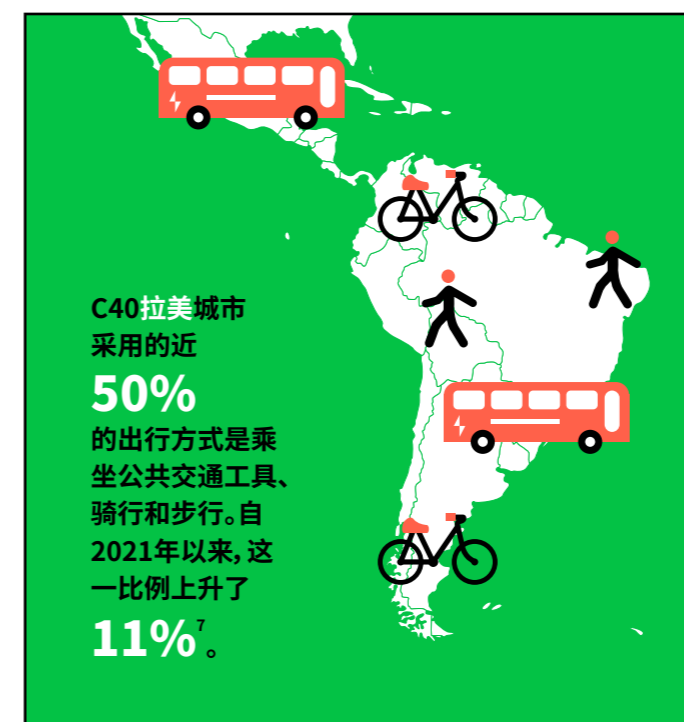 C40拉美城市
采用的近
50%
的出行方式是乘
坐公共交通工具、
骑行和步行。自
2021年以来，这
一比例上升了
11%⁷。